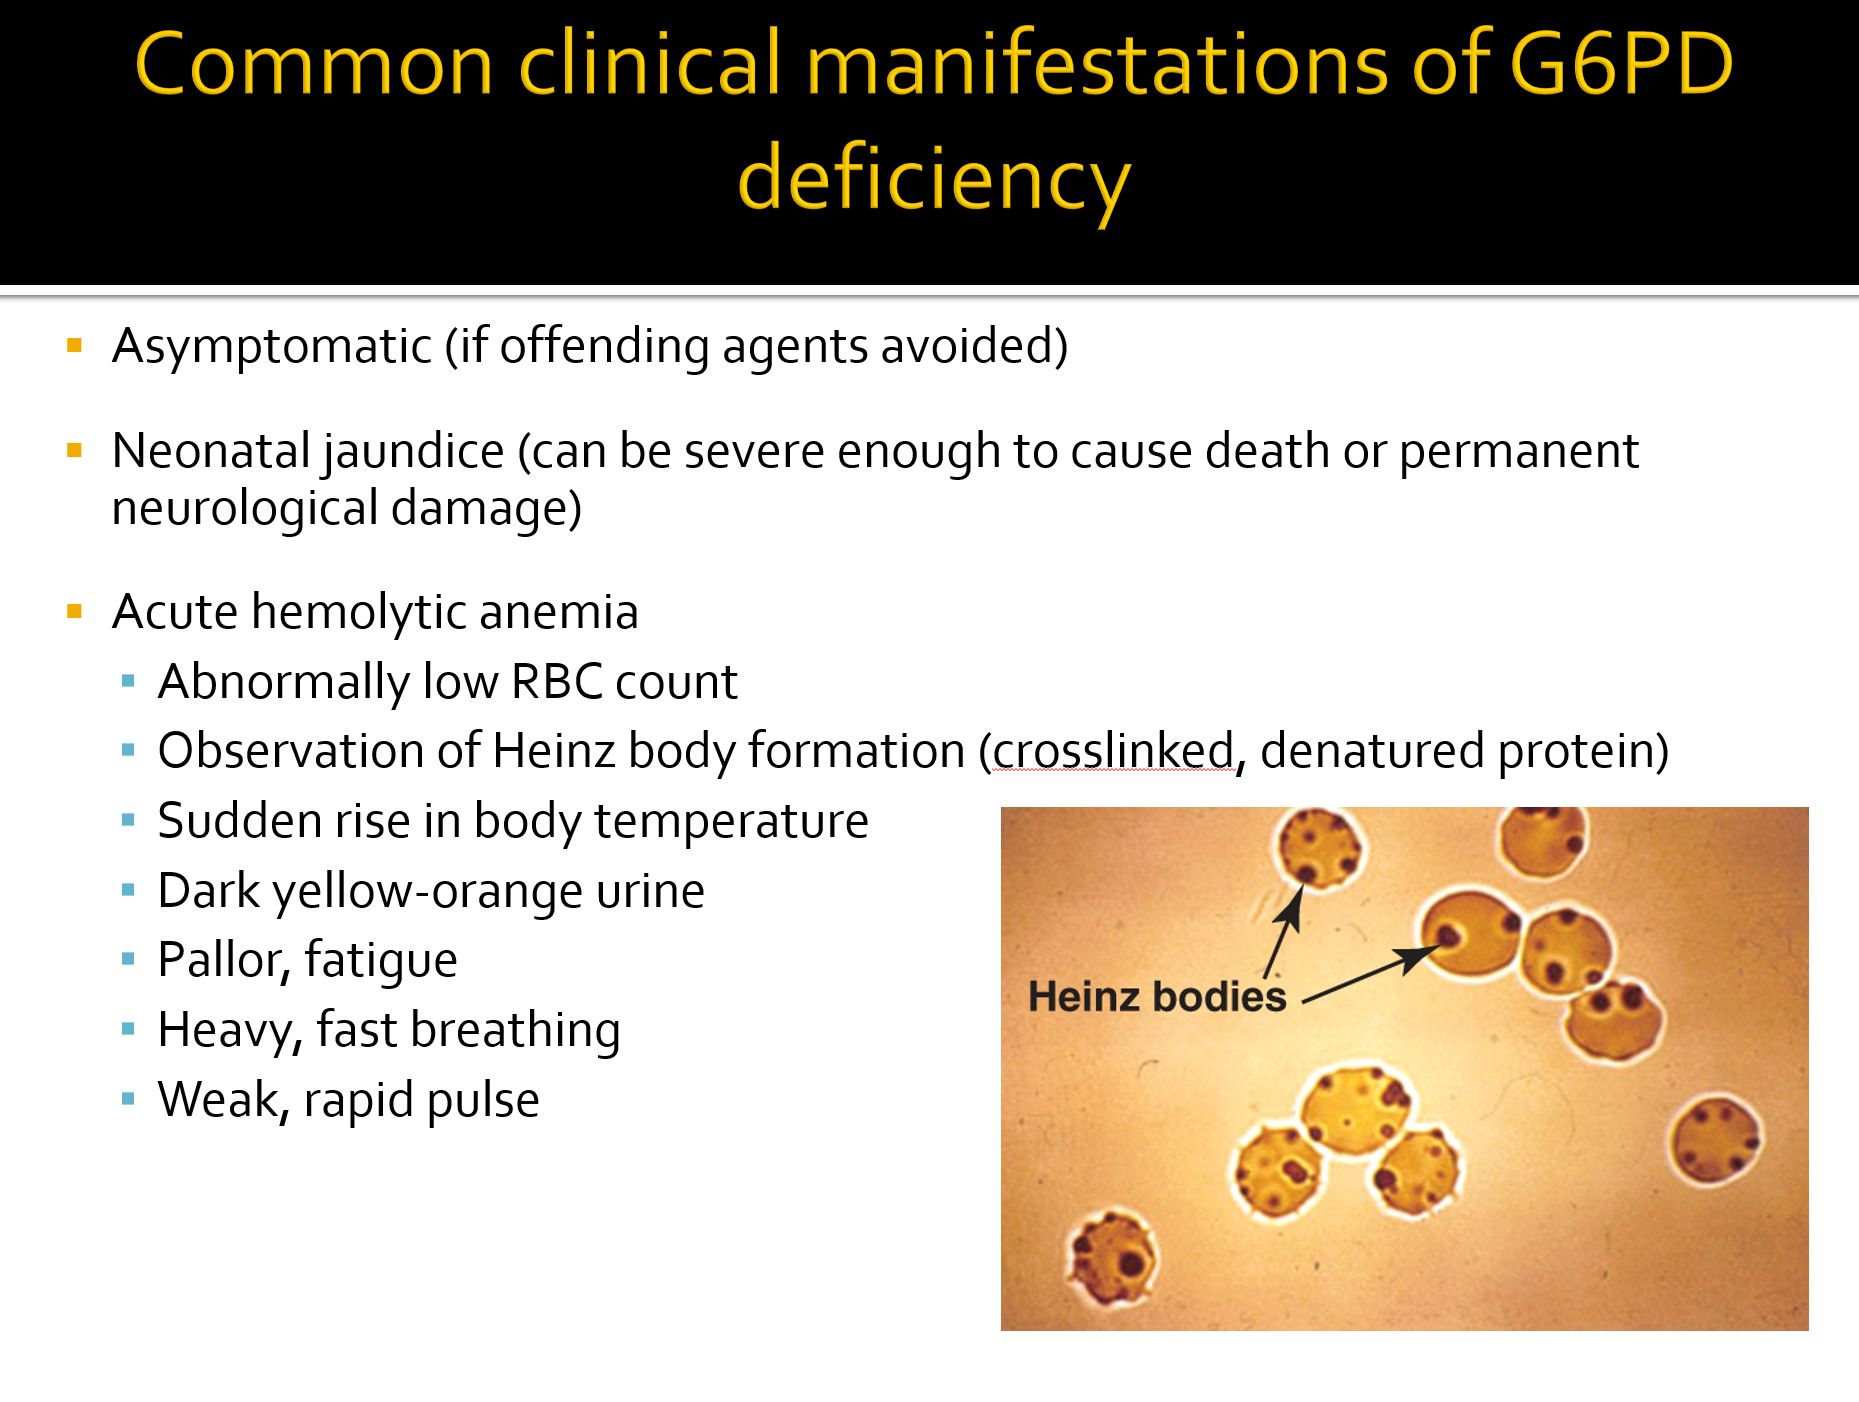 Common clinical manifestations of G6PD
deficiency
Asymptomatic (if offending agents avoided)
Neonatal jaundice (can be severe enough to cause death or permanent
neurological damage)
Acute hemolytic anemia
Abnormally low RBC count
Observation of Heinz body formation (crosslinked, denatured protein)
Sudden rise in body temperature
Dark yellow-orange urine
Pallor, fatigue
Heavy, fast breathing
Weak, rapid pulse
Heinz bodies